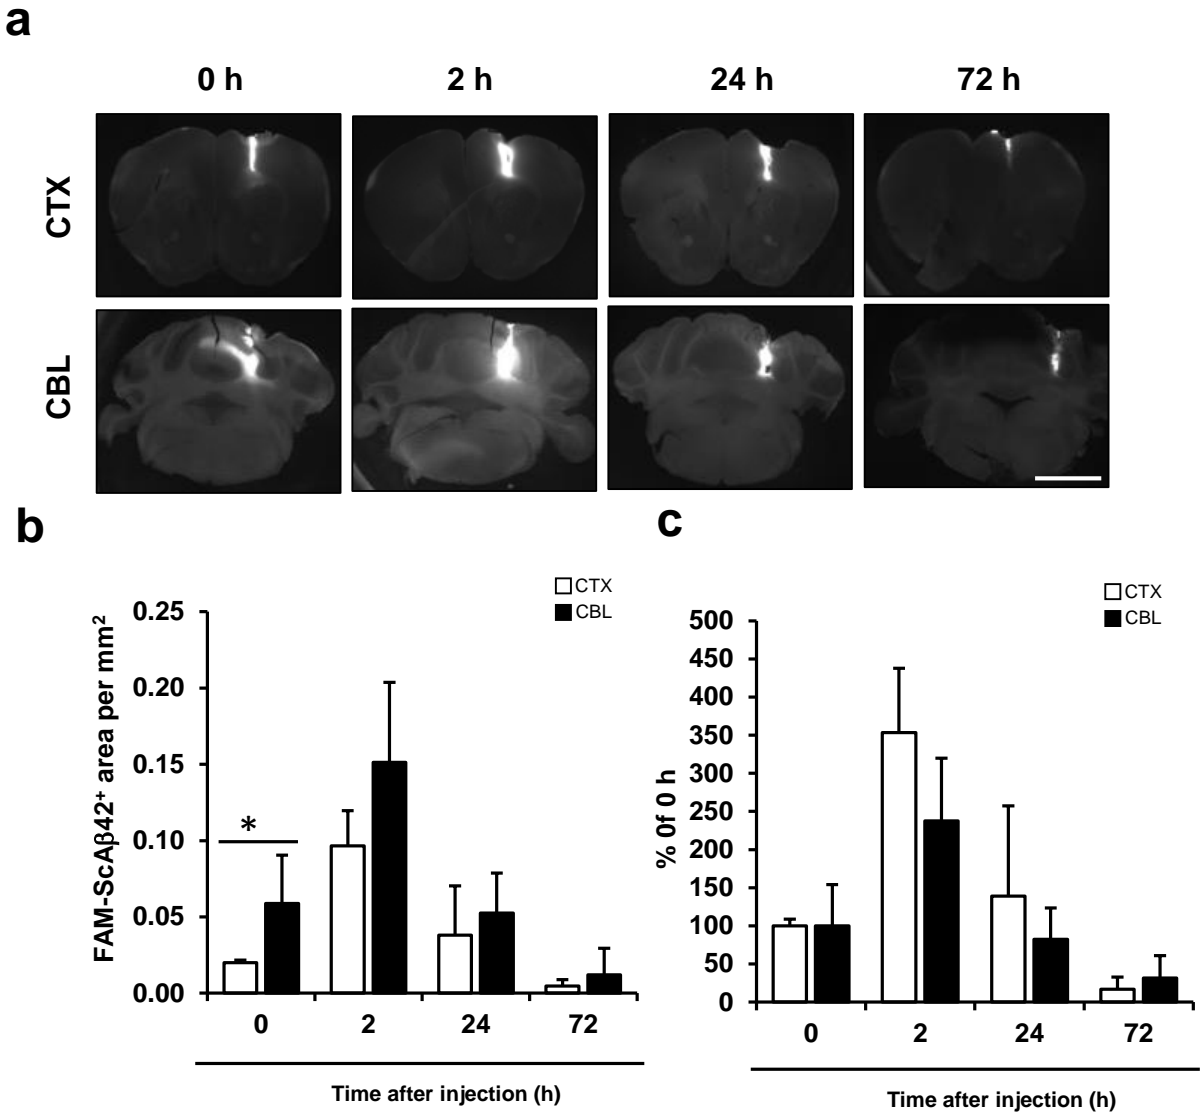 a
0 h
2 h
24 h
72 h
CTX
CBL
b
CTX
CBL
FAM-ScAβ42⁺ area per mm²
0.25
0.20
0.15
0.10
0.05
0.00
*
0
2
24
72
Time after injection (h)
c
CTX
CBL
% 0f 0 h
500
450
400
350
300
250
200
150
100
50
0
0
2
24
72
Time after injection (h)